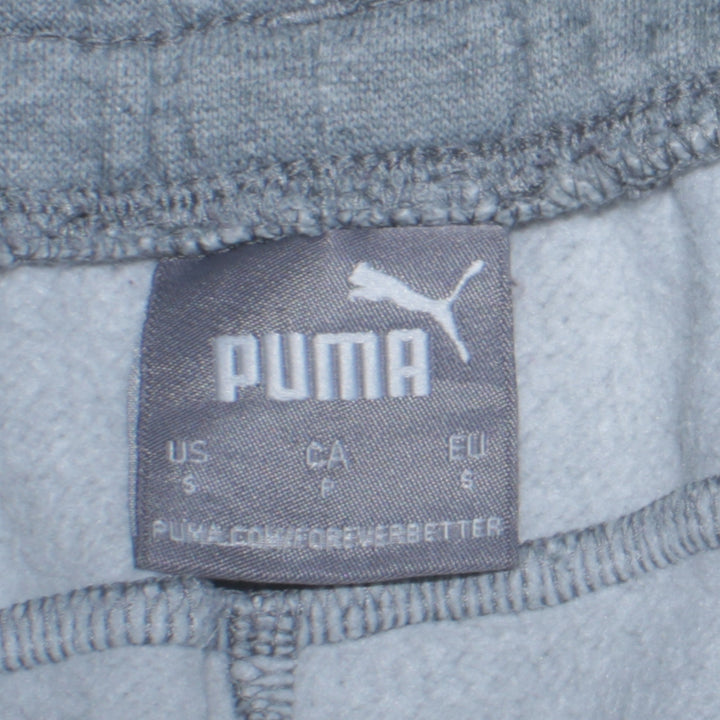 PUMA
US CA EU
S P S
PUMA.COM/FOREVERBETTER